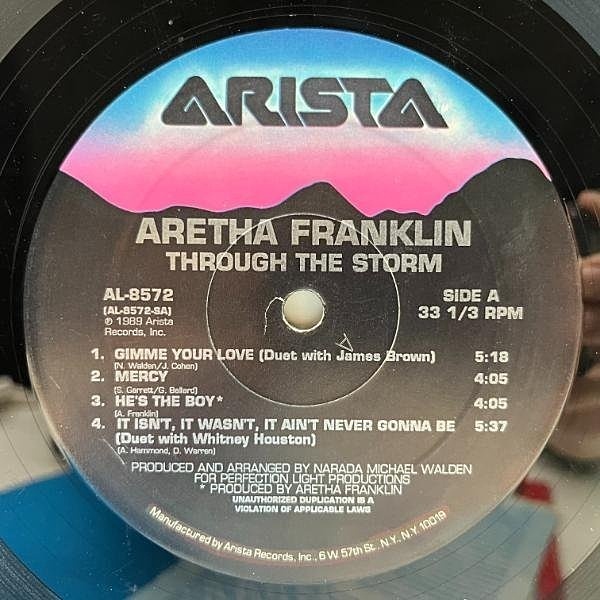 ARISTA
ARETHA FRANKLIN
THROUGH THE STORM
AL-8572
(AL-8572-SA)
℗ 1989 Arista
Records, Inc.
SIDE A
33 1/3 RPM
1. GIMME YOUR LOVE (Duet with James Brown) 5:18
(N. Walden/J. Cohen)
2. MERCY 4:05
(S. Garrett/G. Ballard)
3. HE'S THE BOY* 4:05
(A. Franklin)
4. IT ISN'T, IT WASN'T, IT AIN'T NEVER GONNA BE 5:37
(Duet with Whitney Houston)
(A. Hammond, D. Warren)
PRODUCED AND ARRANGED BY NARADA MICHAEL WALDEN
FOR PERFECTION LIGHT PRODUCTIONS
* PRODUCED BY ARETHA FRANKLIN
UNAUTHORIZED DUPLICATION IS A
VIOLATION OF APPLICABLE LAWS
Manufactured by Arista Records, Inc., 6 W. 57th St., N.Y., N.Y. 10019